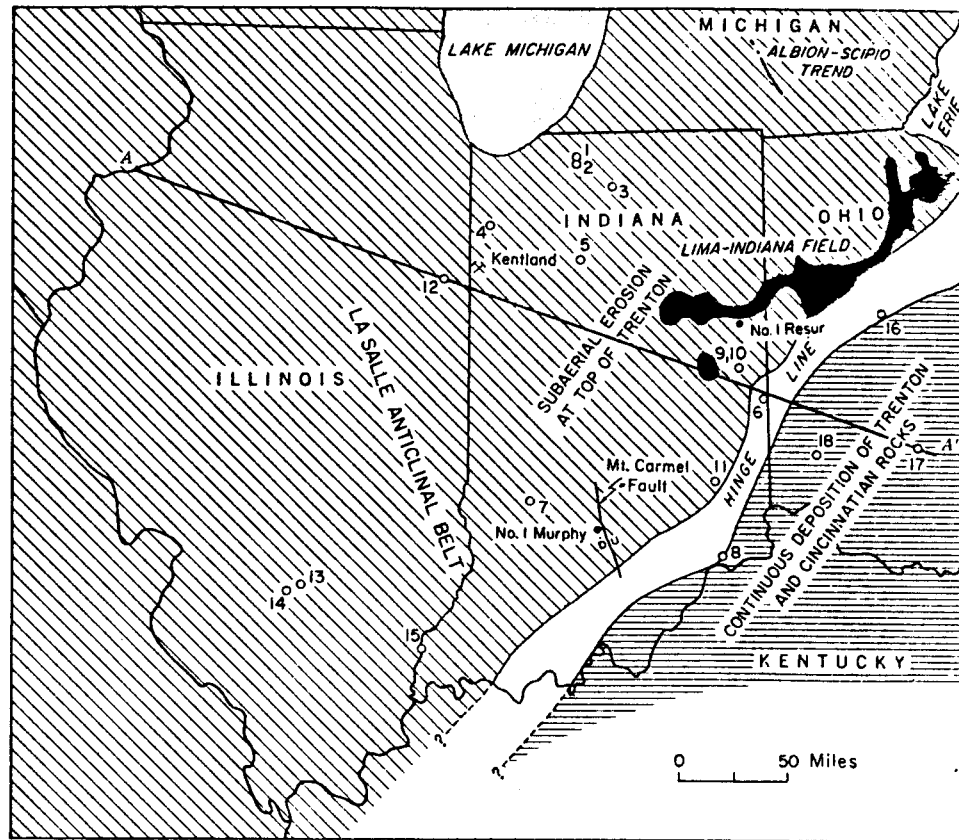 MICHIGAN
LAKE MICHIGAN
ALBION-SCIPIO
TREND
LAKE
ERIE
A
1
8 2
3
INDIANA
OHIO
4
5
LIMA-INDIANA FIELD
Kentland
12
SUBAERIAL EROSION
AT TOP OF TRENTON
No. 1 Resur
16
9,10
LA SALLE ANTICLINAL BELT
ILLINOIS
HINGE LINE
6
18
A'
17
Mt. Carmel
Fault
11
7
No. 1 Murphy
D
U
8
CONTINUOUS DEPOSITION OF TRENTON
AND CINCINNATIAN ROCKS
13
14
15
KENTUCKY
?
?
0 50 Miles